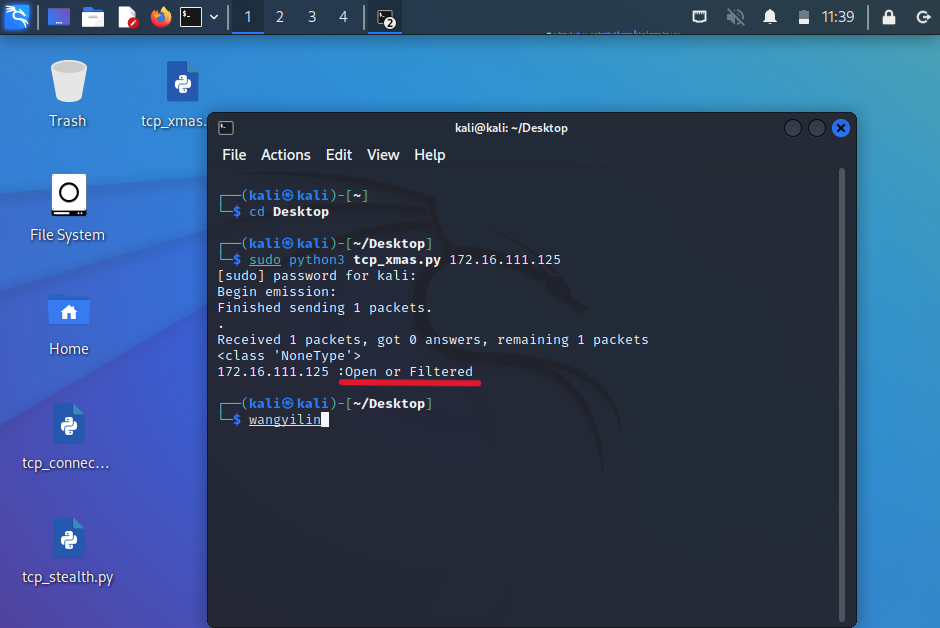 1 2 3 4 2 11:39
Trash
tcp_xmas.
File System
Home
tcp_connec…
tcp_stealth.py
kali@kali: ~/Desktop
File Actions Edit View Help
┌──(kali㉿kali)-[~]
└─$ cd Desktop
┌──(kali㉿kali)-[~/Desktop]
└─$ sudo python3 tcp_xmas.py 172.16.111.125
[sudo] password for kali:
Begin emission:
Finished sending 1 packets.
.
Received 1 packets, got 0 answers, remaining 1 packets
<class 'NoneType'>
172.16.111.125 :Open or Filtered
┌──(kali㉿kali)-[~/Desktop]
└─$ wangyilin